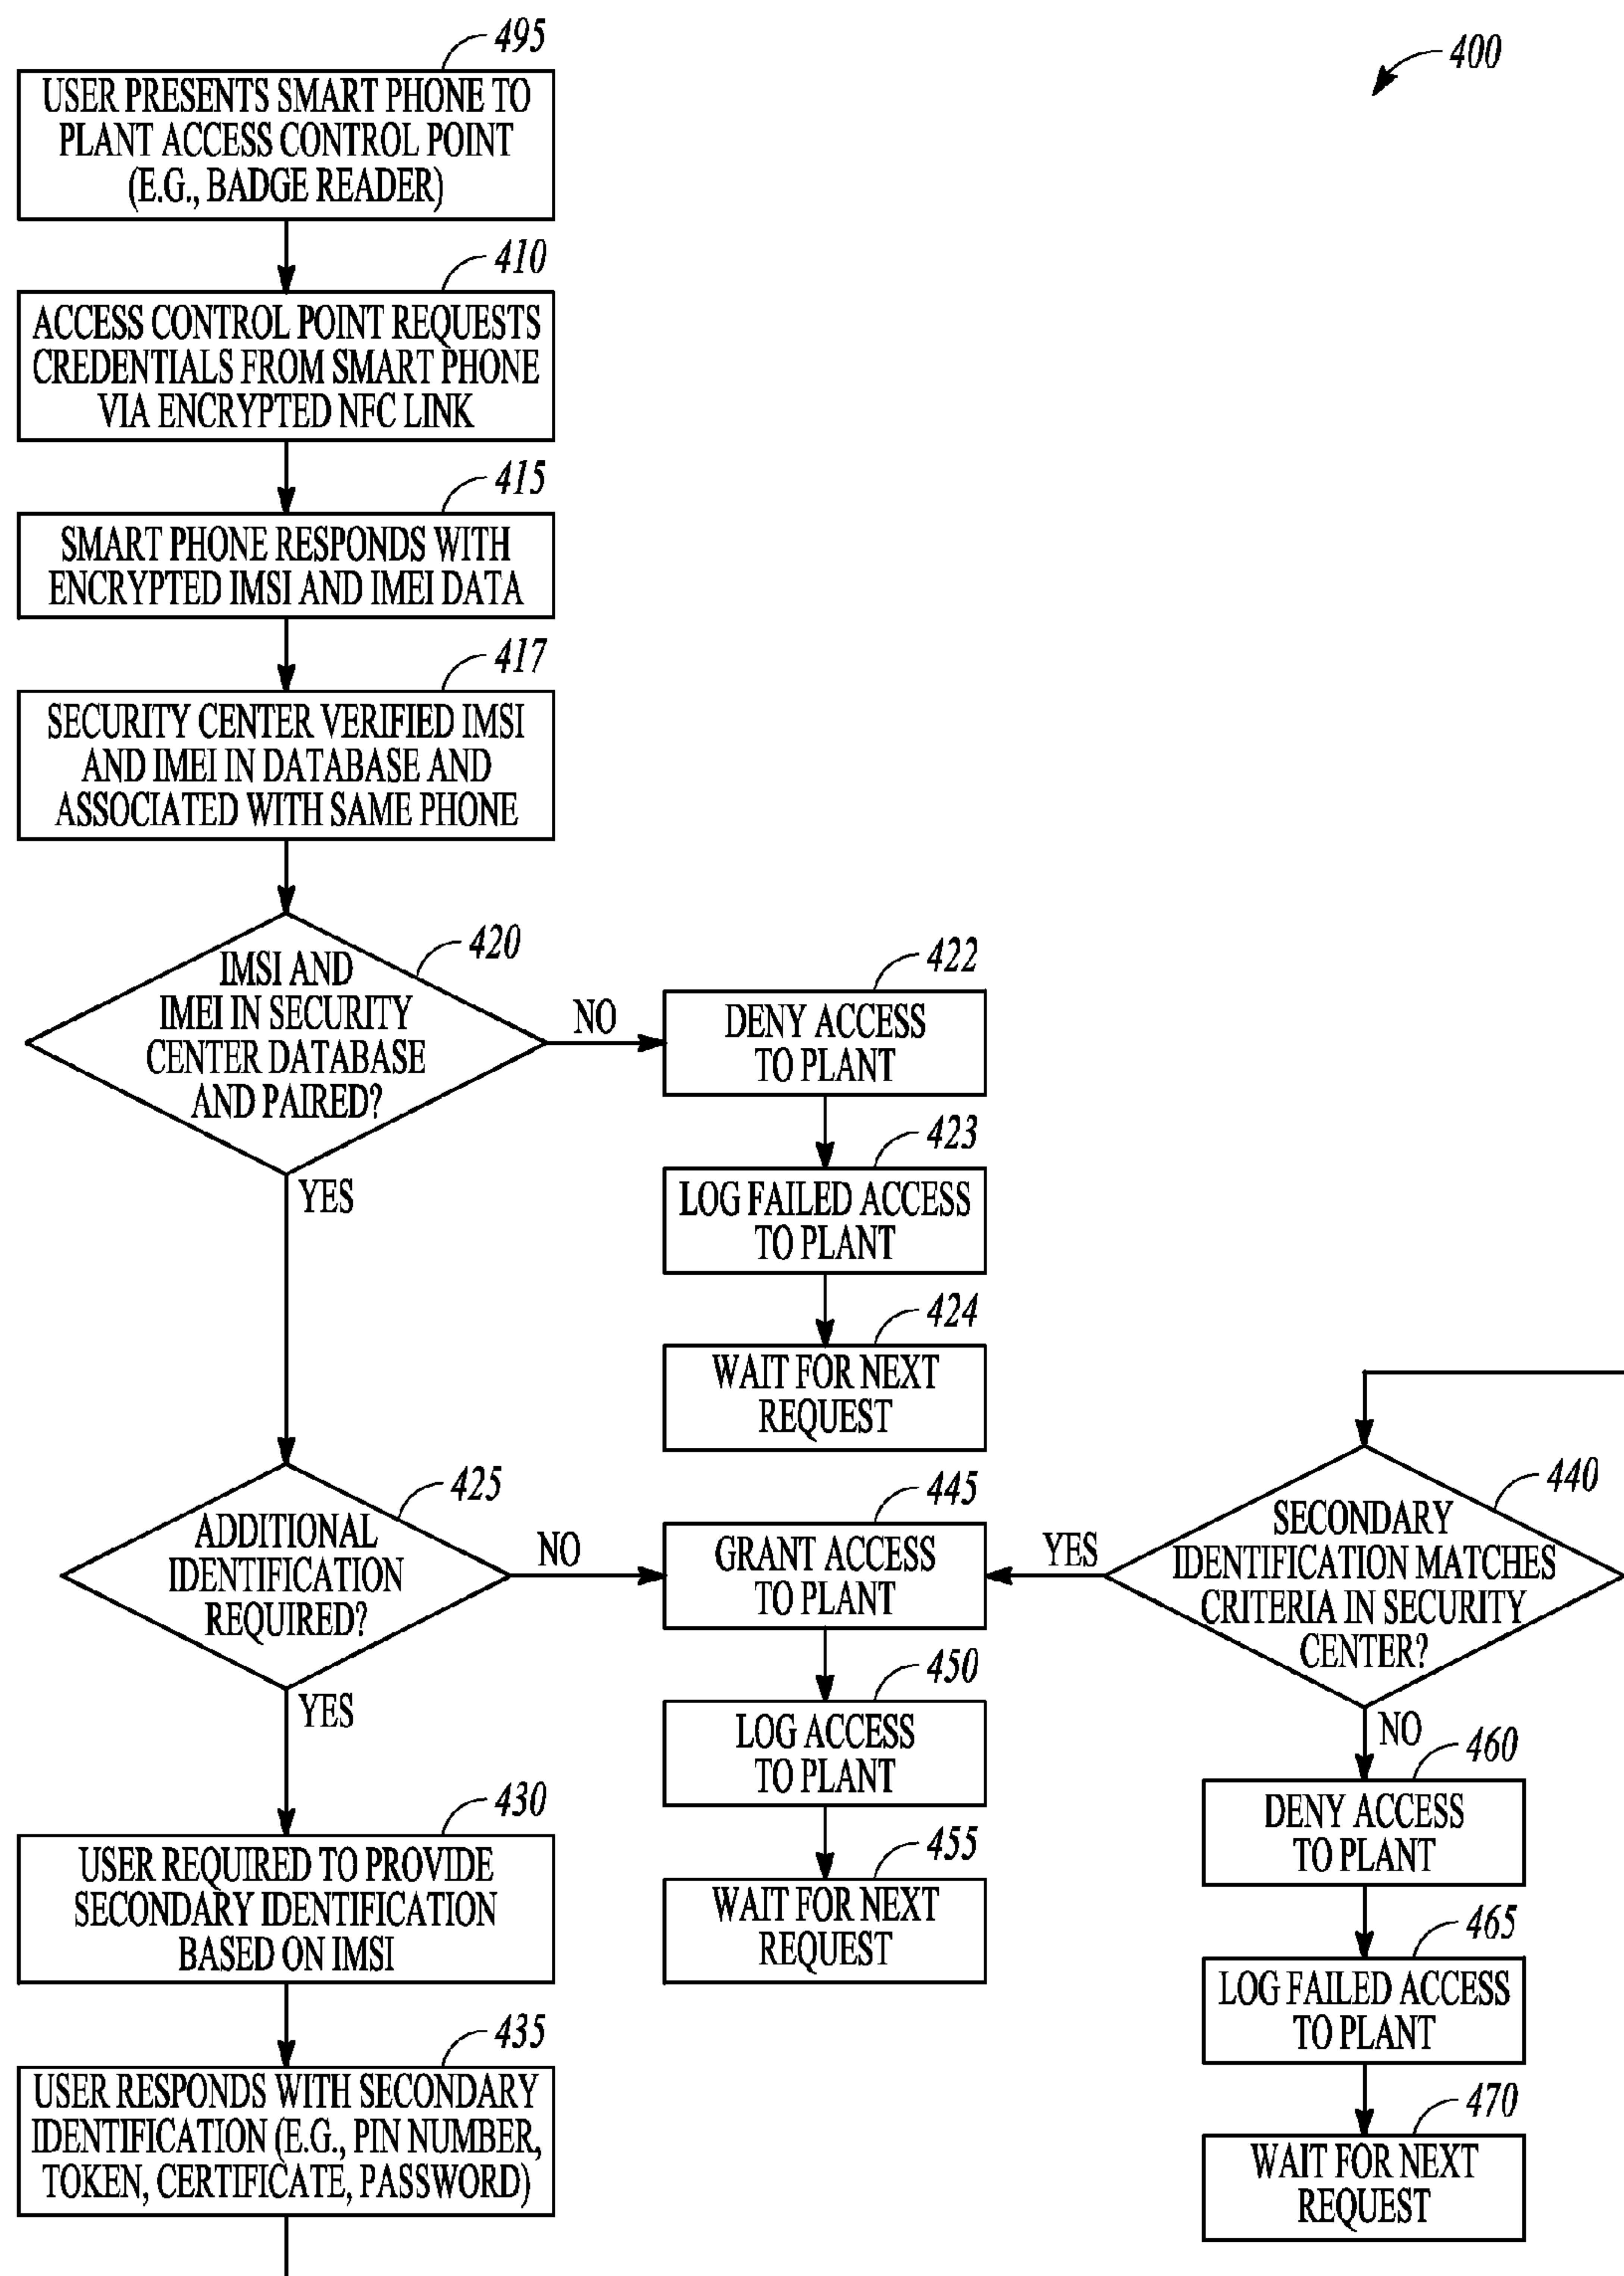 495
400
USER PRESENTS SMART PHONE TO
PLANT ACCESS CONTROL POINT
(E.G., BADGE READER)
410
ACCESS CONTROL POINT REQUESTS
CREDENTIALS FROM SMART PHONE
VIA ENCRYPTED NFC LINK
415
SMART PHONE RESPONDS WITH
ENCRYPTED IMSI AND IMEI DATA
417
SECURITY CENTER VERIFIED IMSI
AND IMEI IN DATABASE AND
ASSOCIATED WITH SAME PHONE
420
IMSI AND
IMEI IN SECURITY
CENTER DATABASE
AND PAIRED?
NO
YES
422
DENY ACCESS
TO PLANT
423
LOG FAILED ACCESS
TO PLANT
424
WAIT FOR NEXT
REQUEST
425
ADDITIONAL
IDENTIFICATION
REQUIRED?
NO
YES
445
GRANT ACCESS
TO PLANT
450
LOG ACCESS
TO PLANT
455
WAIT FOR NEXT
REQUEST
430
USER REQUIRED TO PROVIDE
SECONDARY IDENTIFICATION
BASED ON IMSI
435
USER RESPONDS WITH SECONDARY
IDENTIFICATION (E.G., PIN NUMBER,
TOKEN, CERTIFICATE, PASSWORD)
440
SECONDARY
IDENTIFICATION MATCHES
CRITERIA IN SECURITY
CENTER?
YES
NO
460
DENY ACCESS
TO PLANT
465
LOG FAILED ACCESS
TO PLANT
470
WAIT FOR NEXT
REQUEST